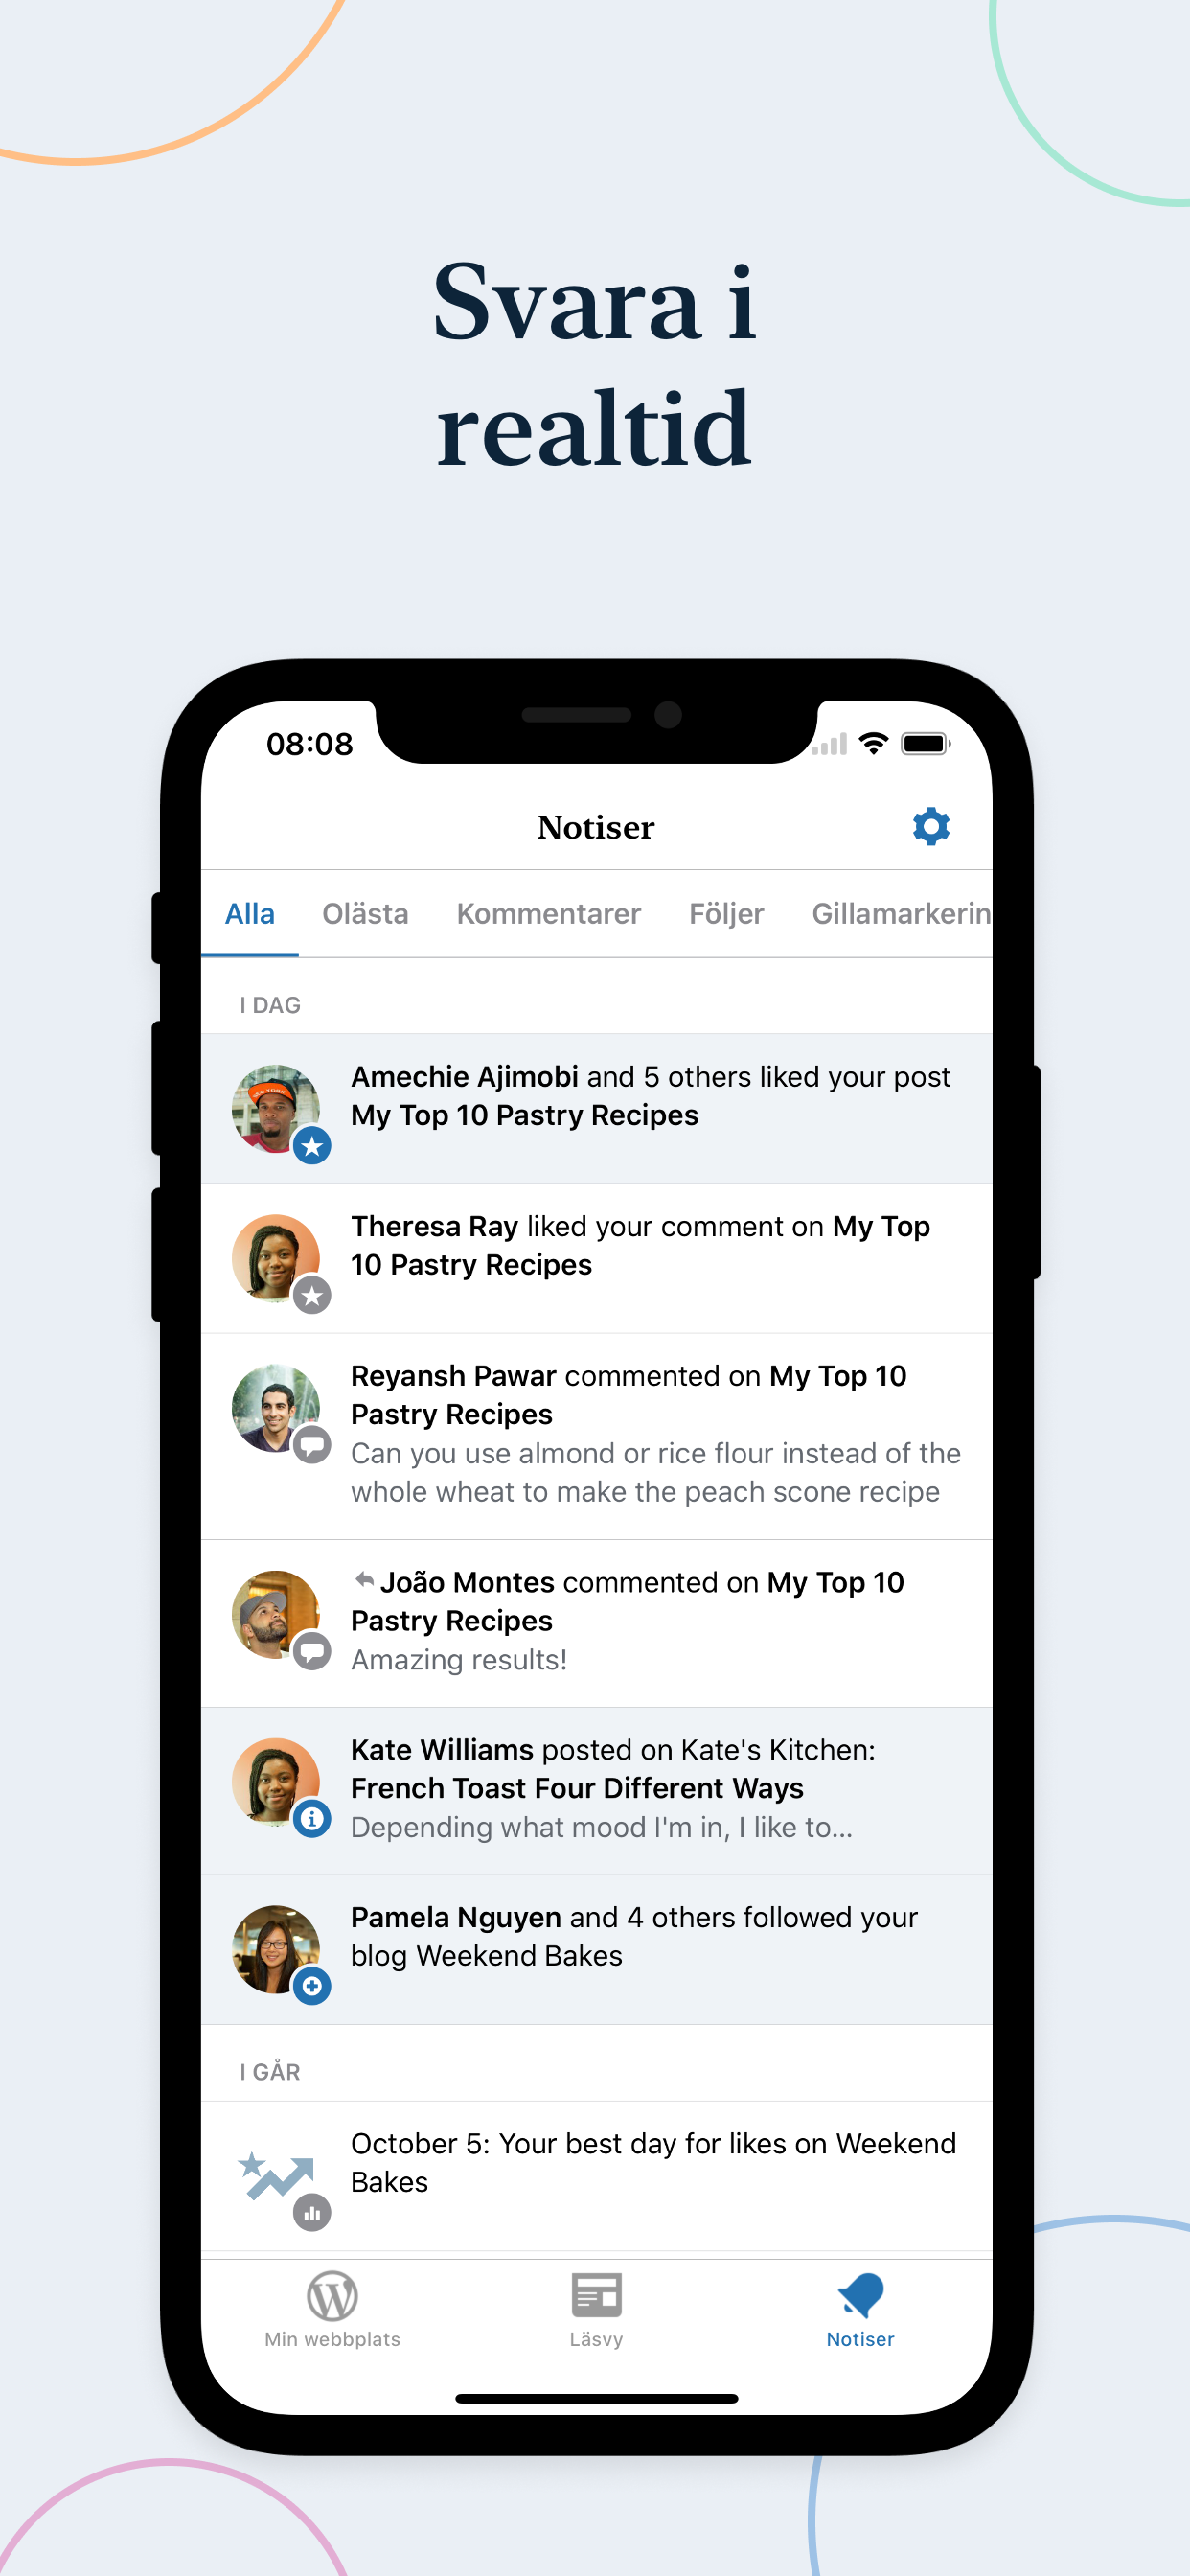 Svara i
realtid
08:08
Notiser
Alla Olästa Kommentarer Följer Gillamarkerin
I DAG
Amechie Ajimobi and 5 others liked your post
My Top 10 Pastry Recipes
Theresa Ray liked your comment on My Top
10 Pastry Recipes
Reyansh Pawar commented on My Top 10
Pastry Recipes
Can you use almond or rice flour instead of the
whole wheat to make the peach scone recipe
João Montes commented on My Top 10
Pastry Recipes
Amazing results!
Kate Williams posted on Kate's Kitchen:
French Toast Four Different Ways
Depending what mood I'm in, I like to...
Pamela Nguyen and 4 others followed your
blog Weekend Bakes
I GÅR
October 5: Your best day for likes on Weekend
Bakes
Min webbplats Läsvy Notiser